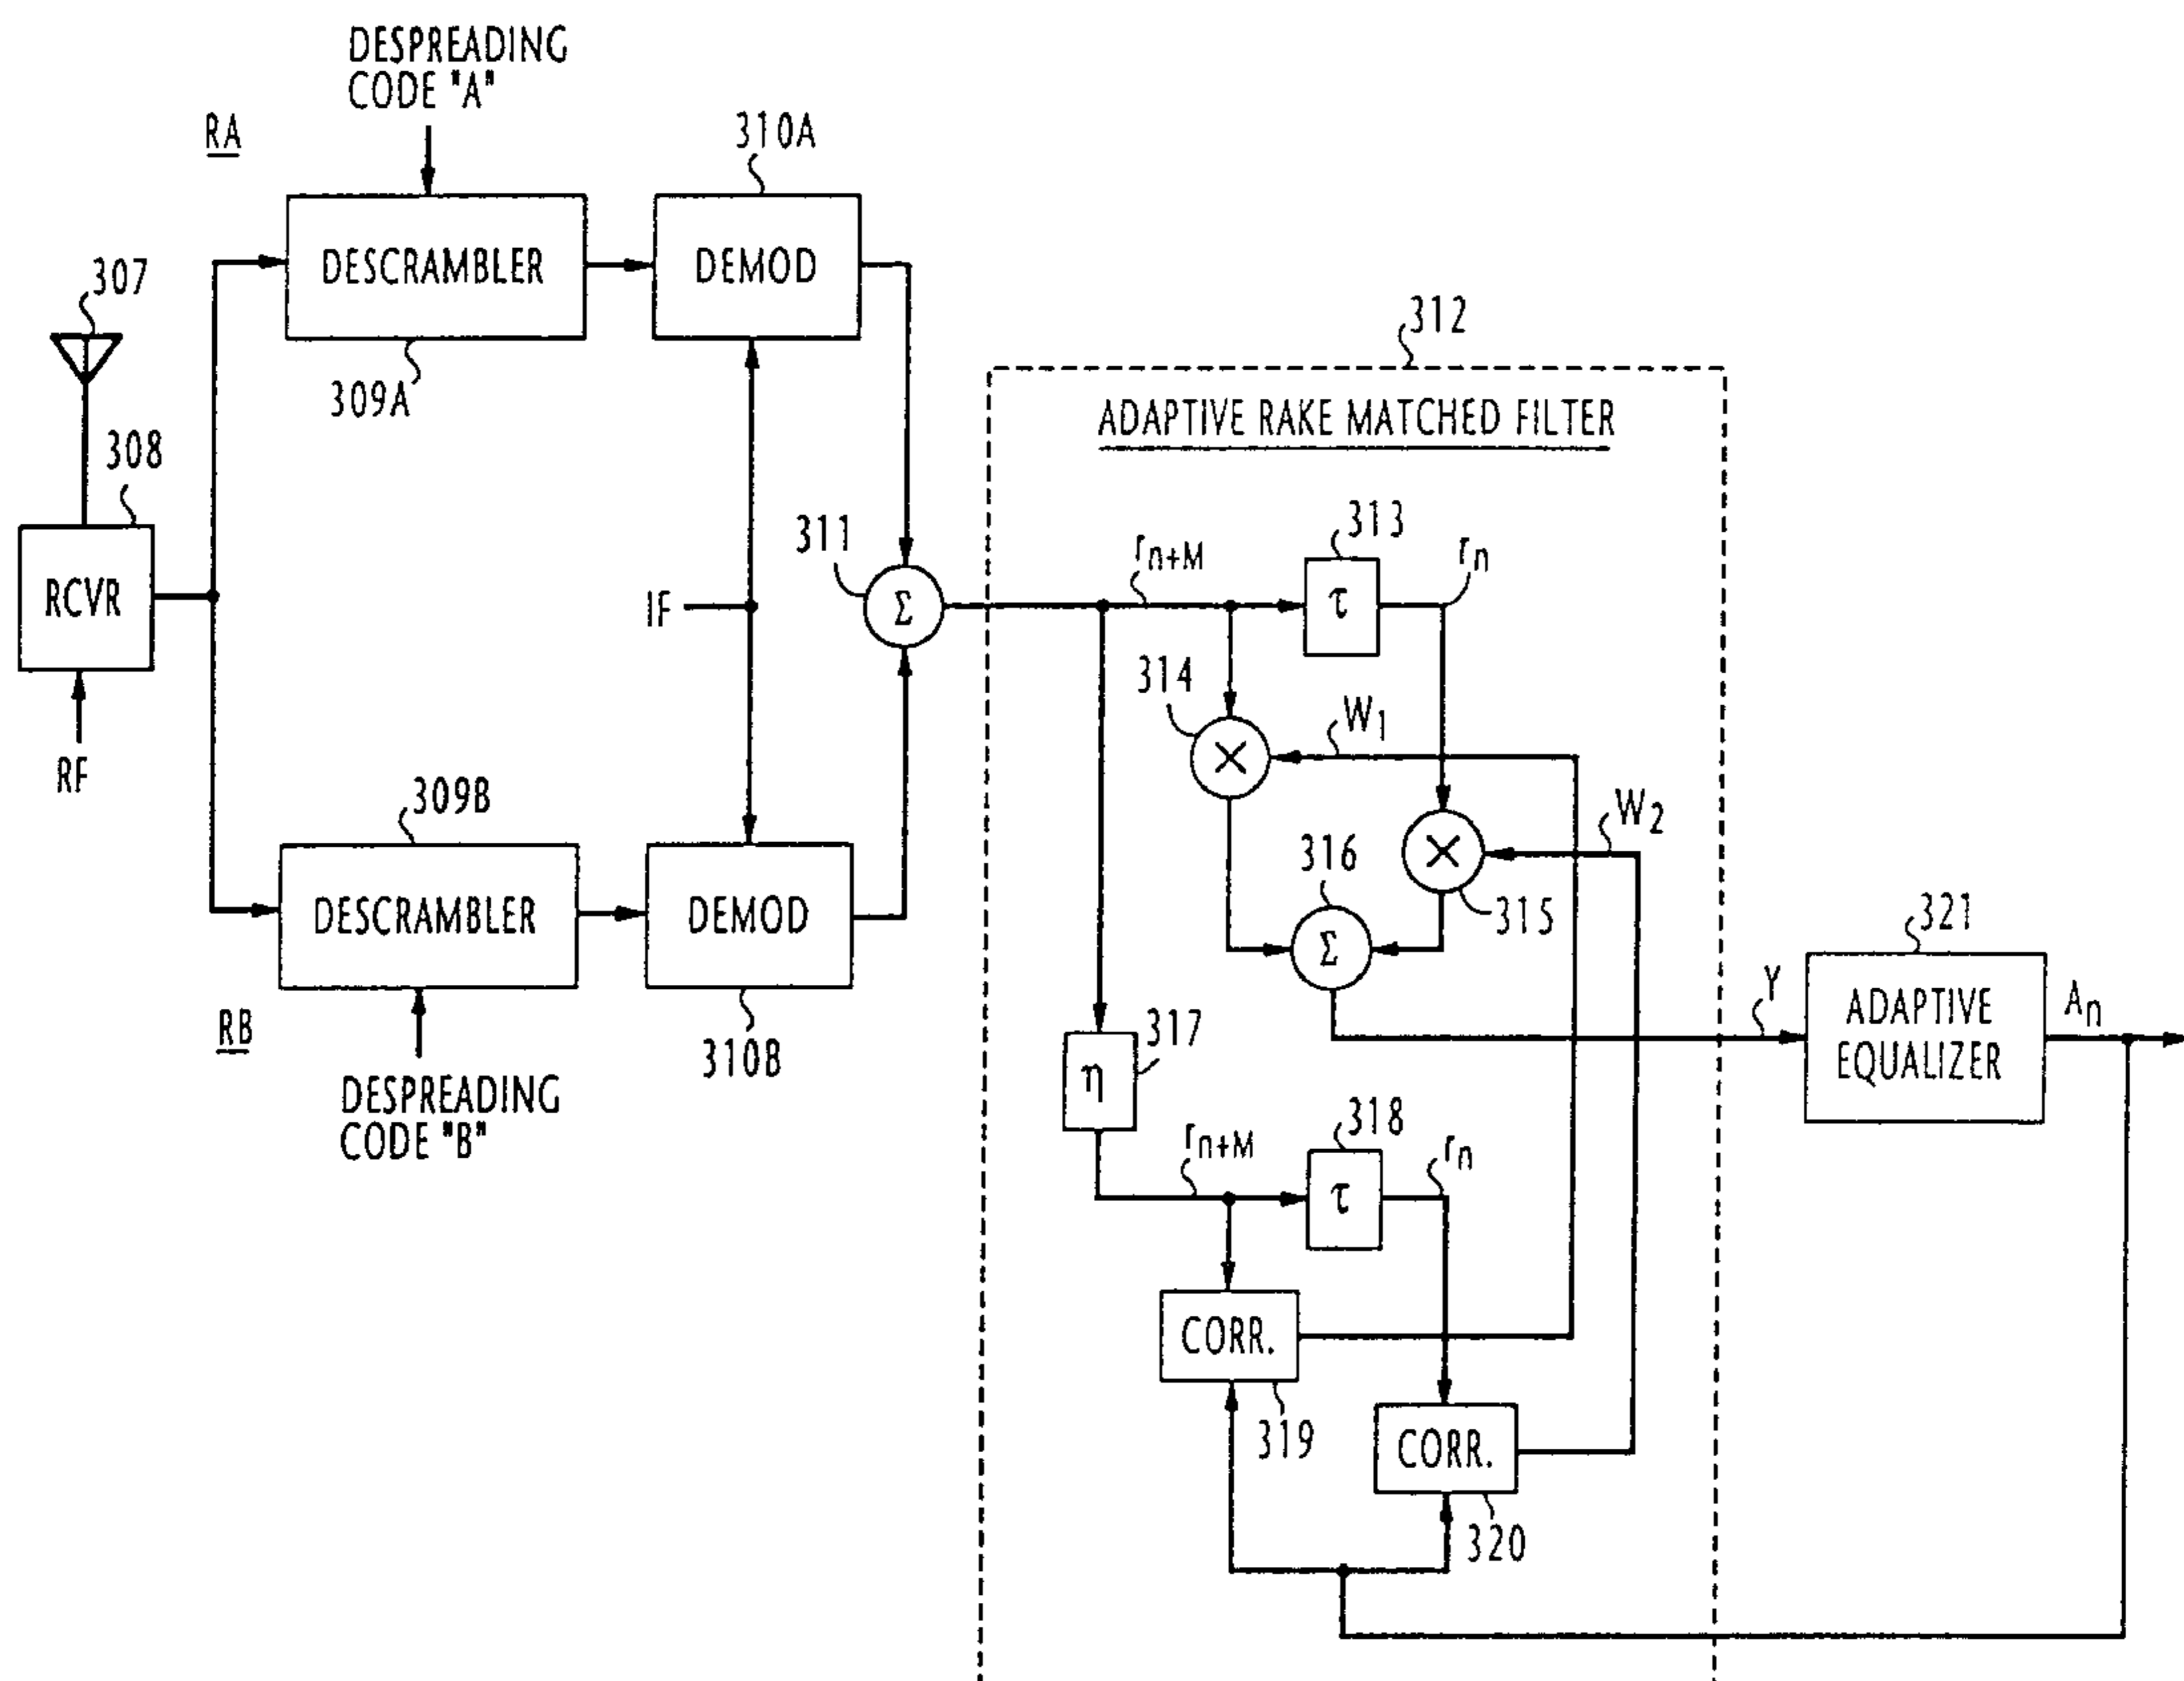 DESPREADING
CODE "A"
RA
310A
DESCRAMBLER
DEMOD
307
309A
312
ADAPTIVE RAKE MATCHED FILTER
308
RCVR
RF
311
Σ
IF
rn+M
313
τ
rn
314
×
W1
W2
×
315
316
Σ
309B
DESCRAMBLER
DEMOD
310B
RB
DESPREADING
CODE "B"
317
η
Y
321
ADAPTIVE
EQUALIZER
An
rn+M
318
τ
rn
CORR.
319
CORR.
320